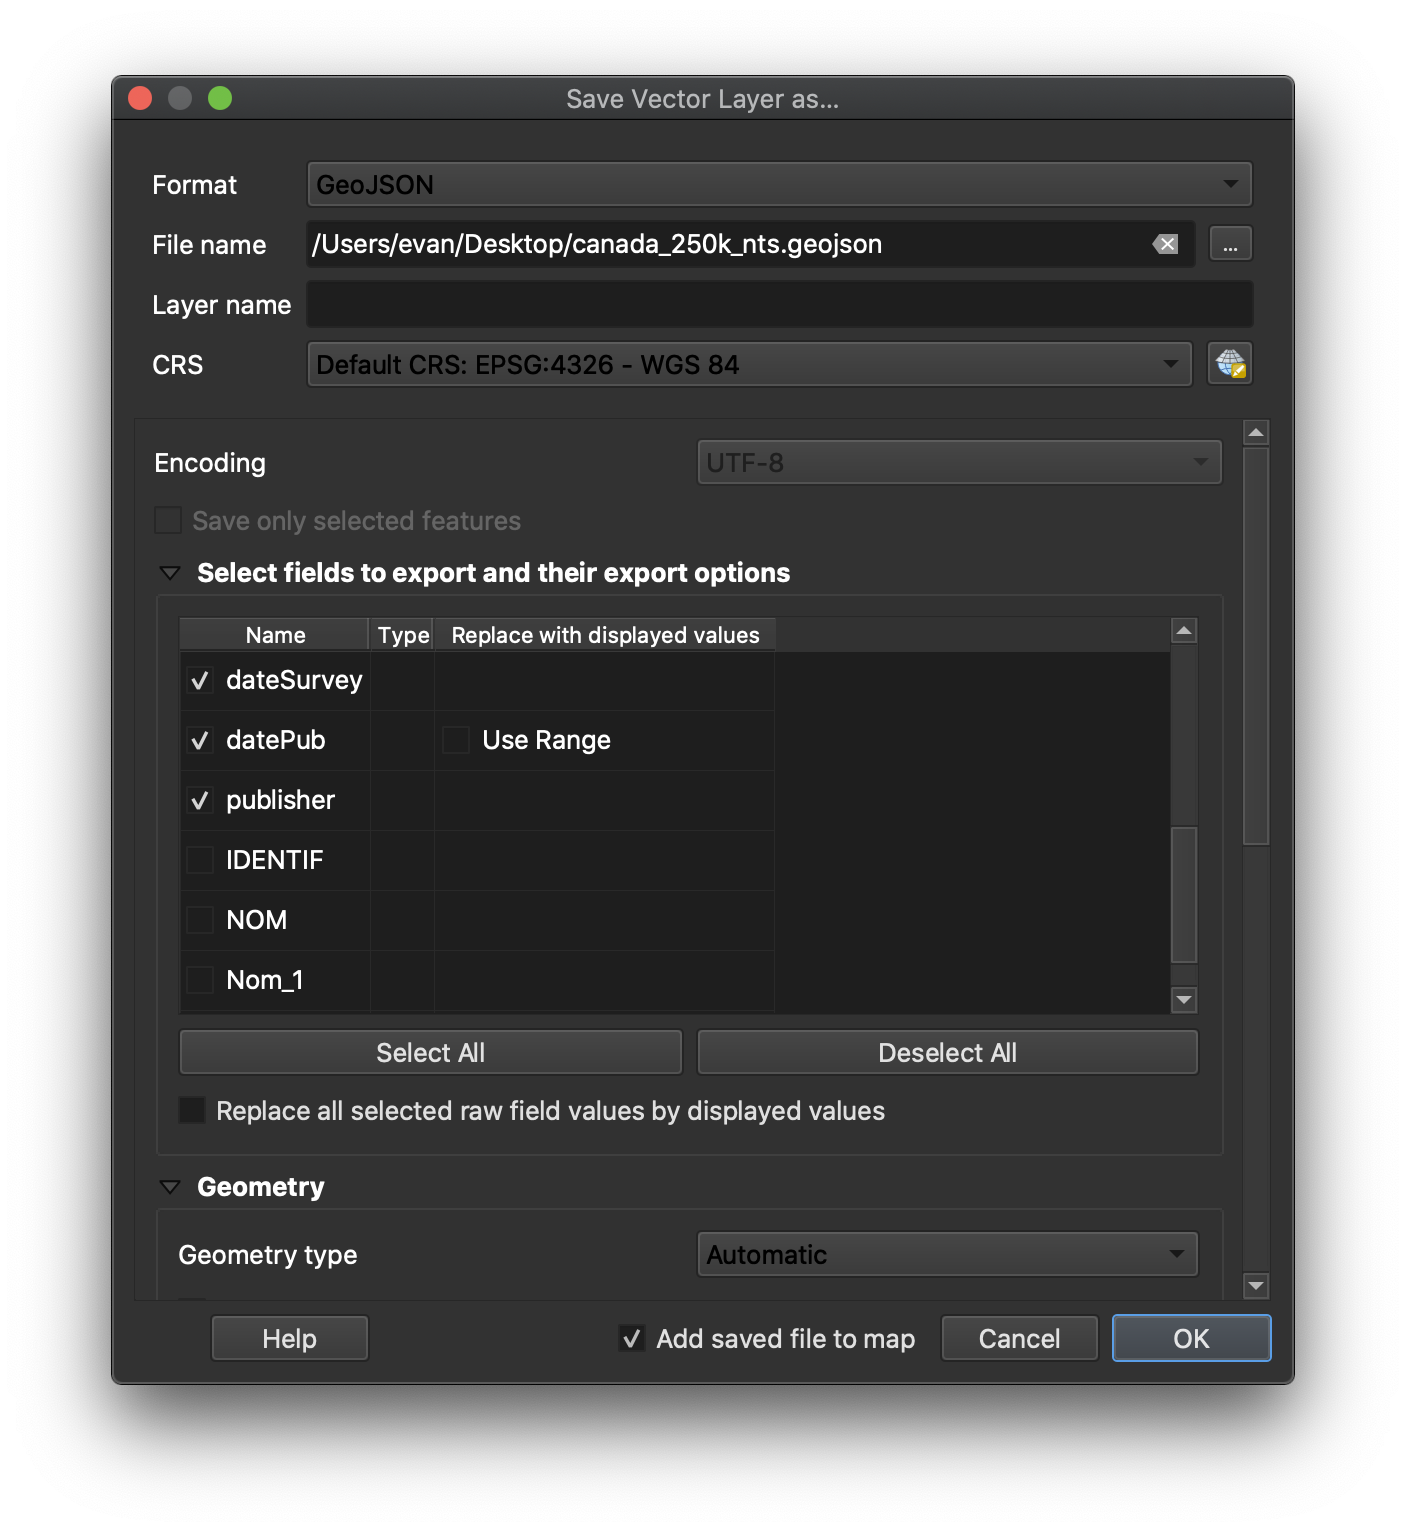 Save Vector Layer as...
Format GeoJSON
File name /Users/evan/Desktop/canada_250k_nts.geojson ...
Layer name
CRS Default CRS: EPSG:4326 - WGS 84
Encoding UTF-8
Save only selected features
Select fields to export and their export options
Name Type Replace with displayed values
dateSurvey
datePub Use Range
publisher
IDENTIF
NOM
Nom_1
Select All Deselect All
Replace all selected raw field values by displayed values
Geometry
Geometry type Automatic
Help Add saved file to map Cancel OK